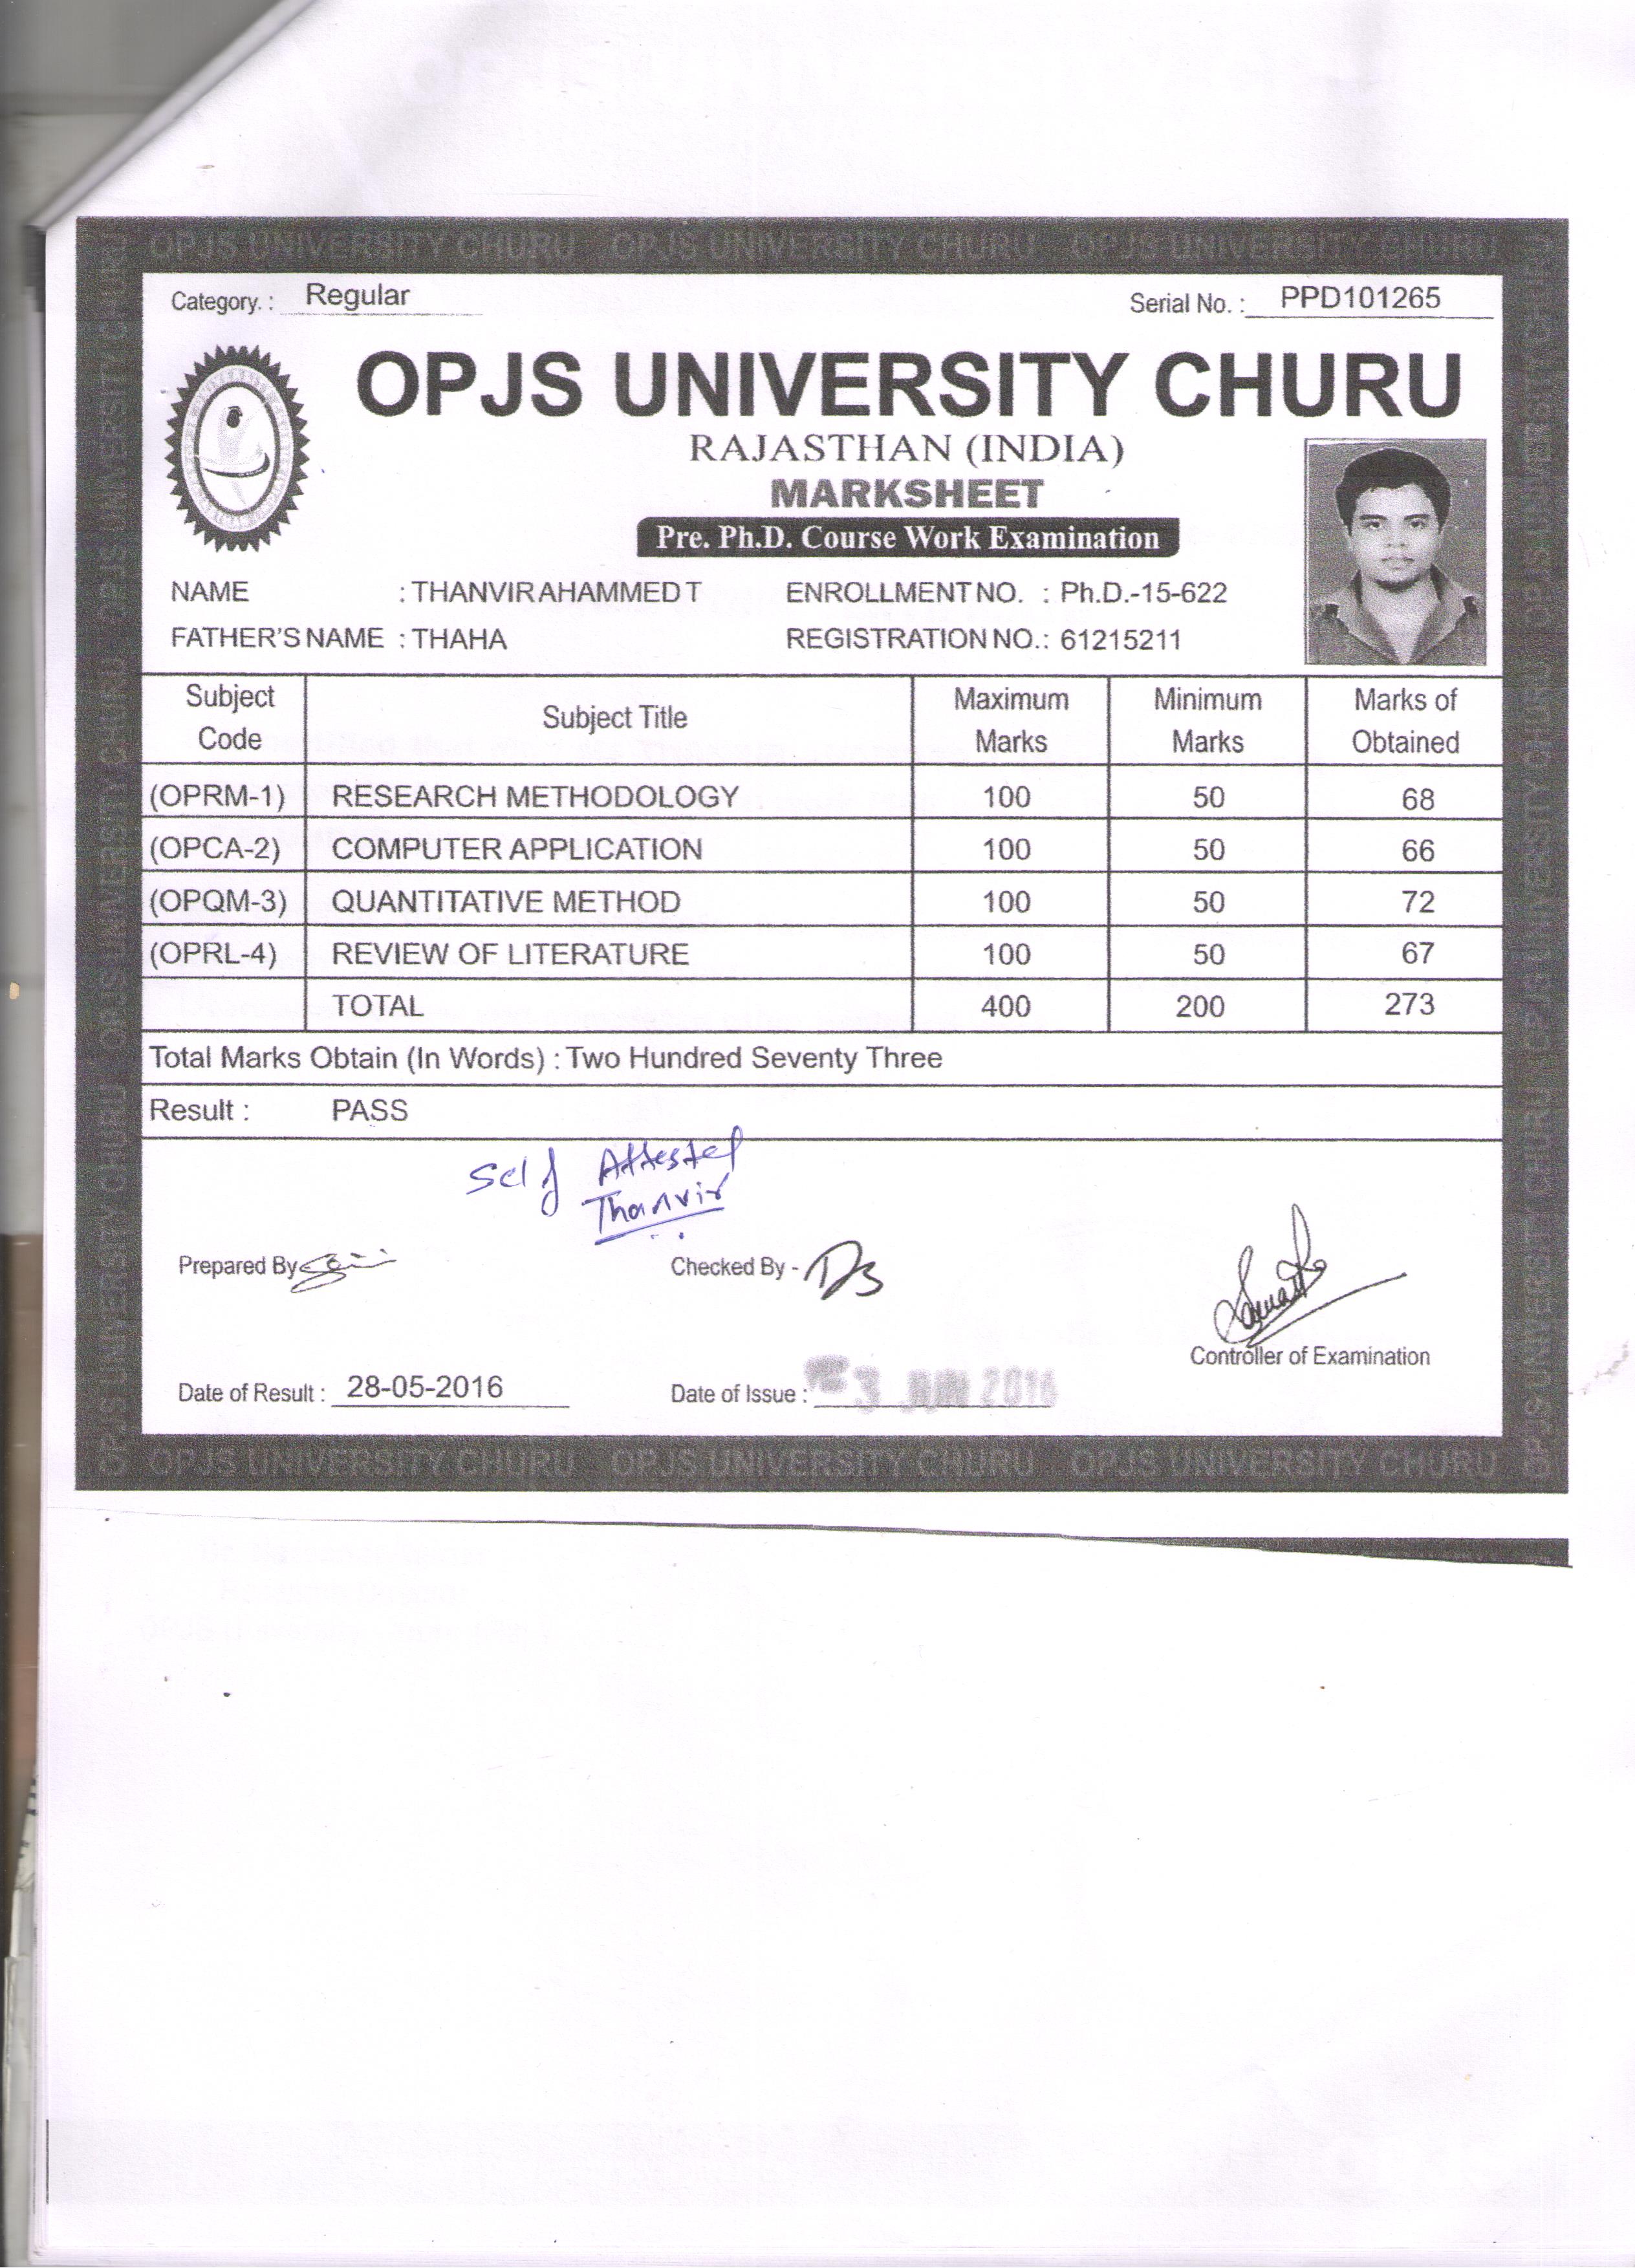 OPJS UNIVERSITY CHURU OPJS UNIVERSITY CHURU OPJS UNIVERSITY CHURU
Category. : Regular
Serial No. : PPD101265
OPJS UNIVERSITY CHURU
RAJASTHAN (INDIA)
MARKSHEET
Pre. Ph.D. Course Work Examination
NAME : THANVIR AHAMMED T ENROLLMENT NO. : Ph.D.-15-622
FATHER'S NAME : THAHA REGISTRATION NO.: 61215211
Subject Code Subject Title Maximum Marks Minimum Marks Marks of Obtained
(OPRM-1) RESEARCH METHODOLOGY 100 50 68
(OPCA-2) COMPUTER APPLICATION 100 50 66
(OPQM-3) QUANTITATIVE METHOD 100 50 72
(OPRL-4) REVIEW OF LITERATURE 100 50 67
TOTAL 400 200 273
Total Marks Obtain (In Words) : Two Hundred Seventy Three
Result : PASS
Self Attested
Thanvir
Prepared By
Checked By -
Controller of Examination
Date of Result : 28-05-2016
Date of Issue : 3 JUN 2016
OPJS UNIVERSITY CHURU OPJS UNIVERSITY CHURU OPJS UNIVERSITY CHURU